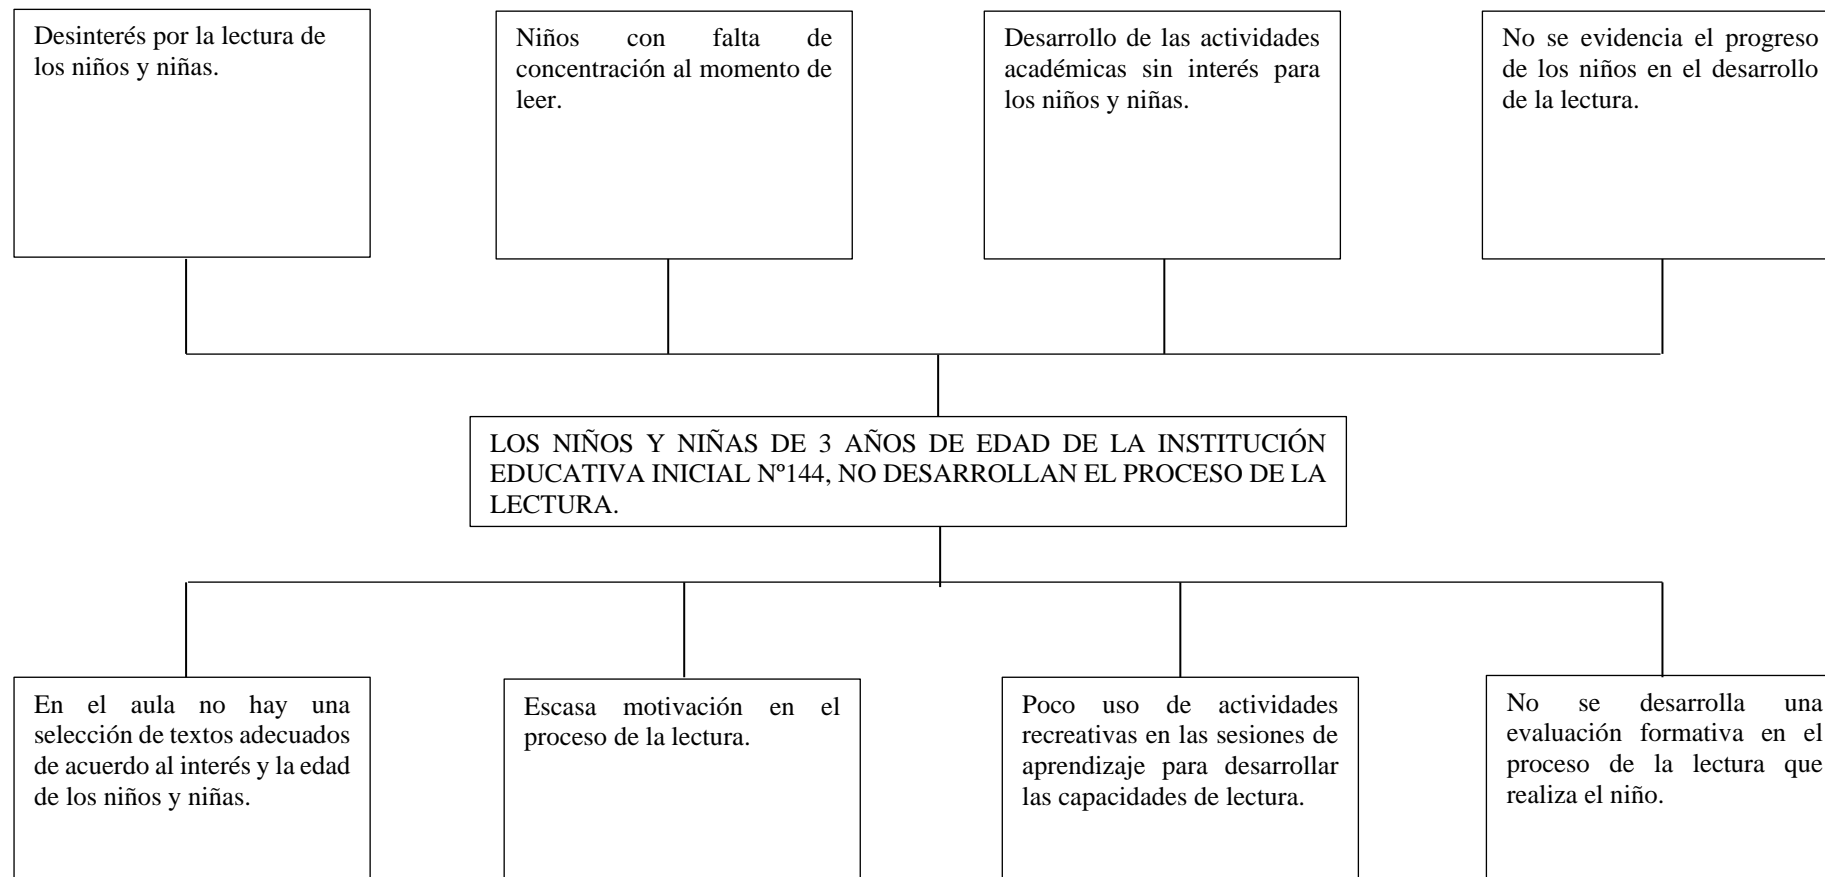 Desinterés por la lectura de
los niños y niñas.
Niños con falta de
concentración al momento de
leer.
Desarrollo de las actividades
académicas sin interés para
los niños y niñas.
No se evidencia el progreso
de los niños en el desarrollo
de la lectura.
LOS NIÑOS Y NIÑAS DE 3 AÑOS DE EDAD DE LA INSTITUCIÓN
EDUCATIVA INICIAL Nº144, NO DESARROLLAN EL PROCESO DE LA
LECTURA.
En el aula no hay una
selección de textos adecuados
de acuerdo al interés y la edad
de los niños y niñas.
Escasa motivación en el
proceso de la lectura.
Poco uso de actividades
recreativas en las sesiones de
aprendizaje para desarrollar
las capacidades de lectura.
No se desarrolla una
evaluación formativa en el
proceso de la lectura que
realiza el niño.